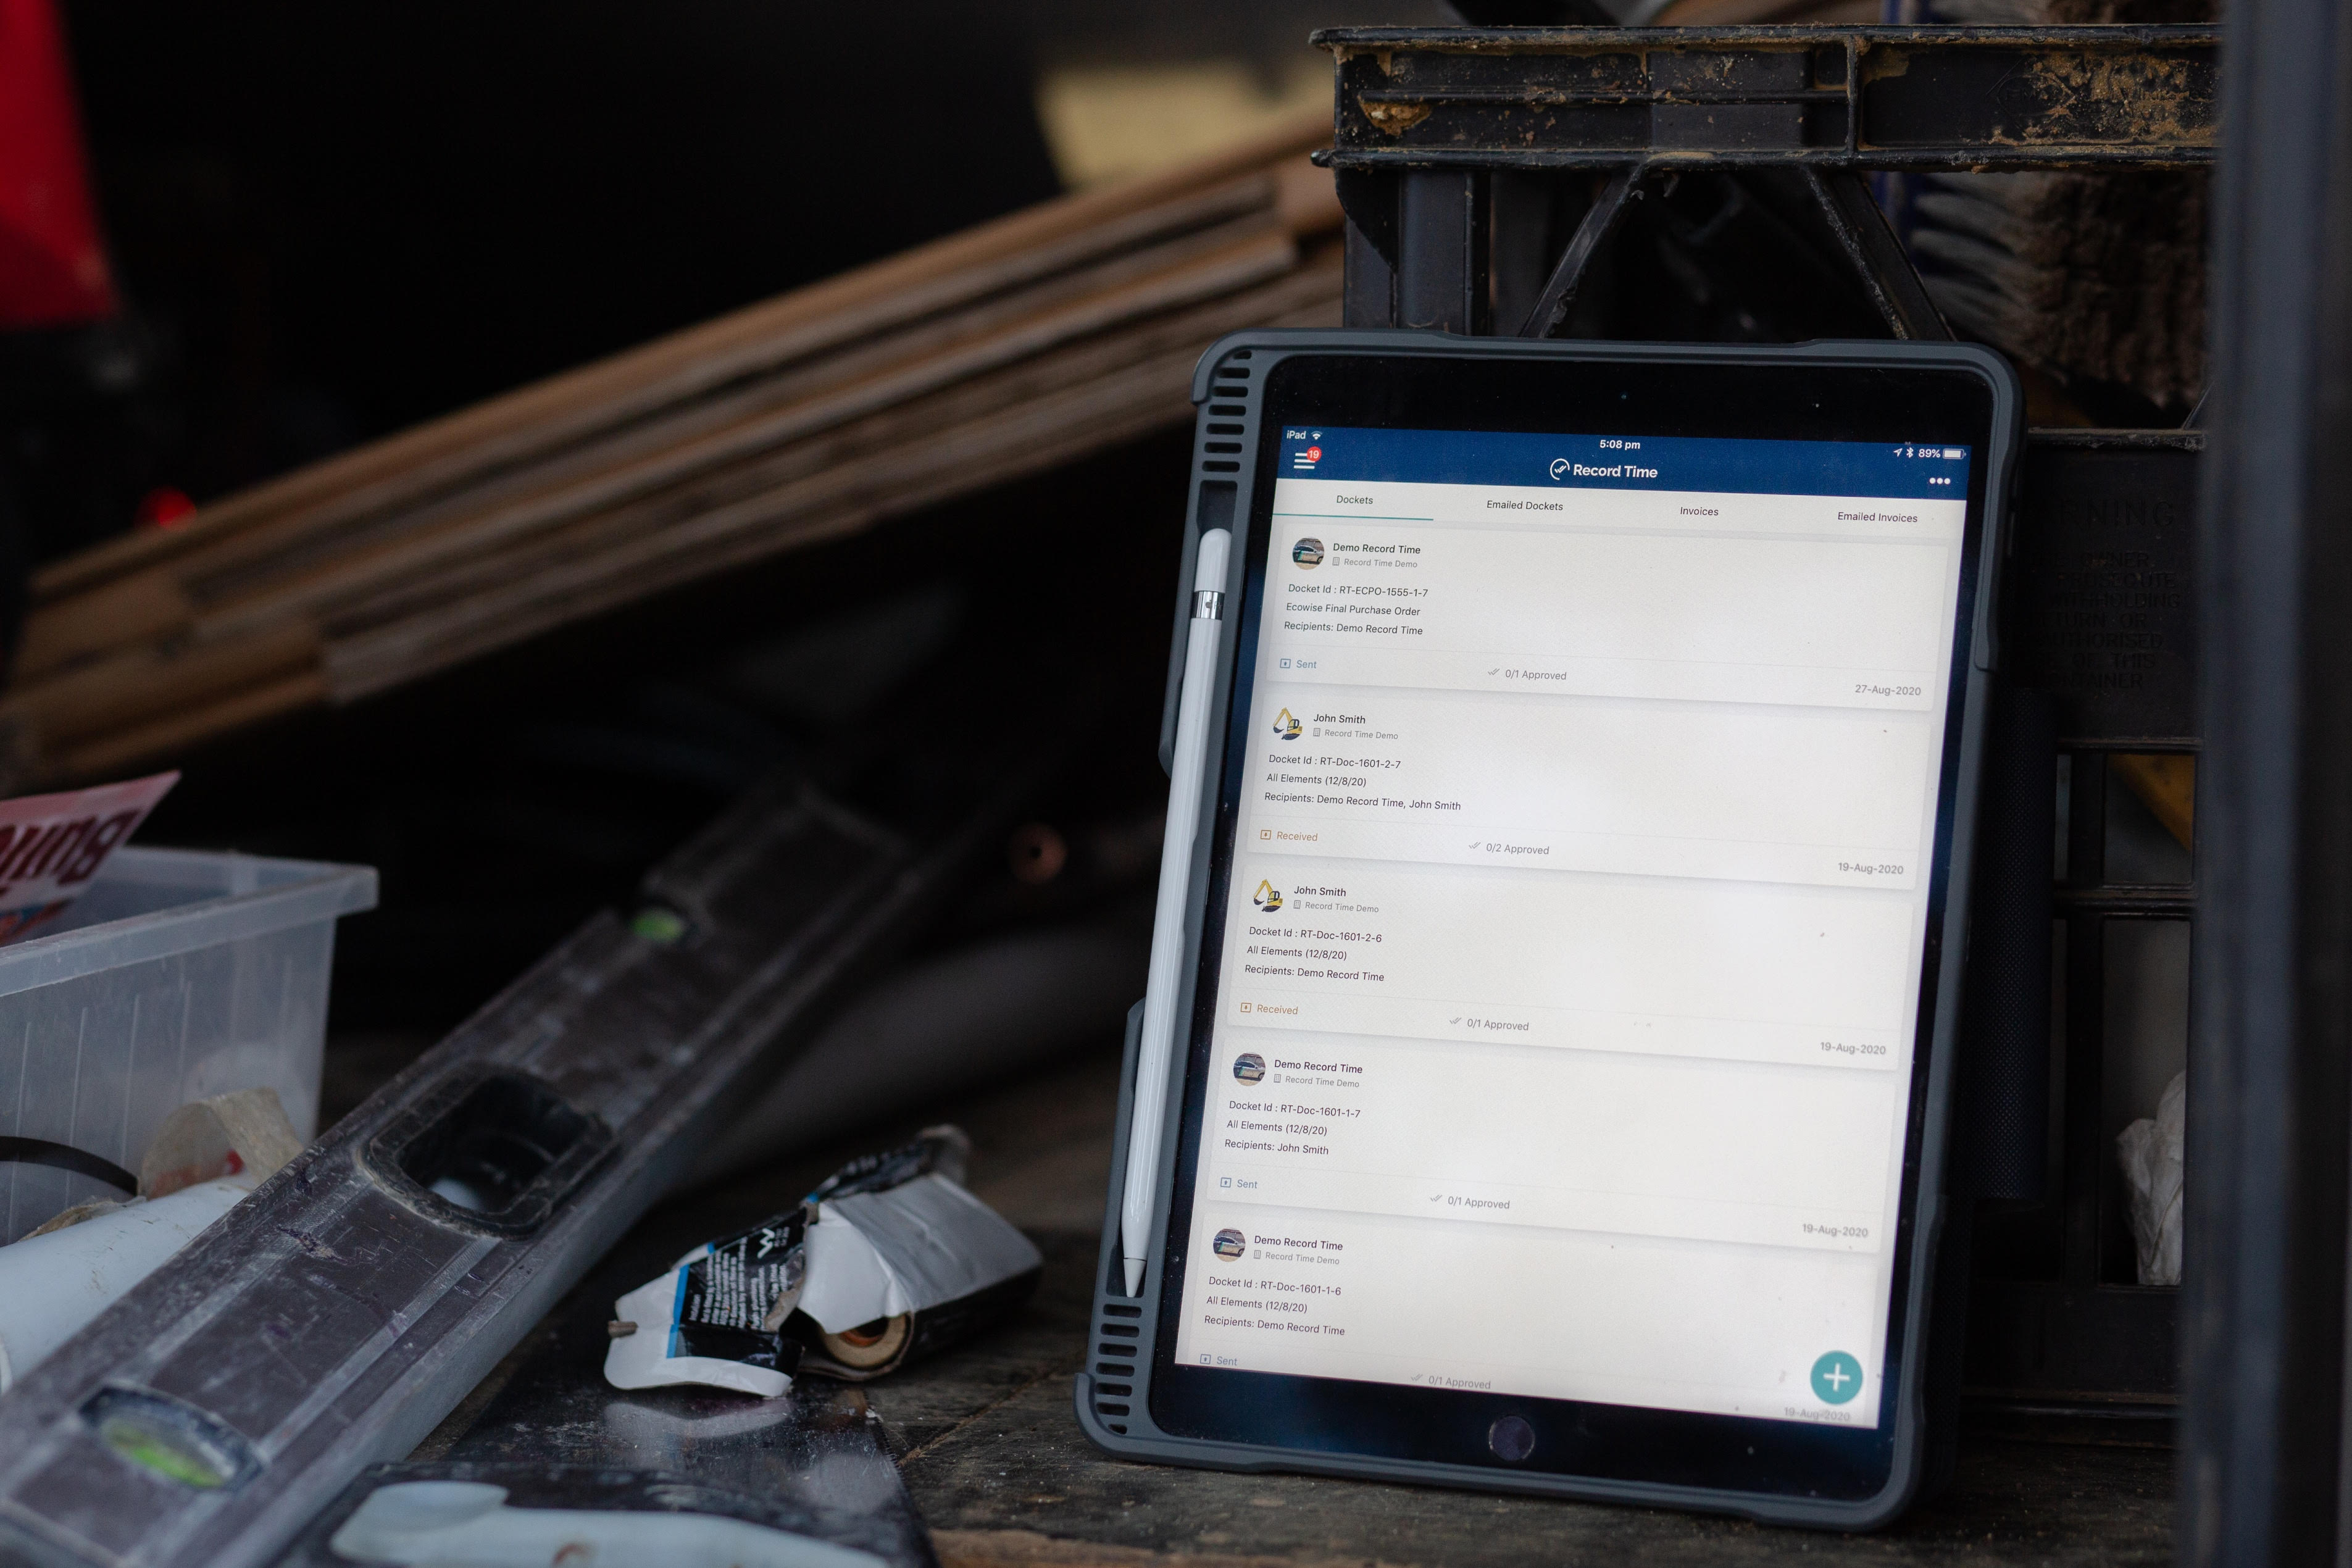 iPad
5:08 pm
89%
19
Record Time
Dockets
Emailed Dockets
Invoices
Emailed Invoices
Demo Record Time
Record Time Demo
Docket Id : RT-ECPO-1555-1-7
Ecowise Final Purchase Order
Recipients: Demo Record Time
Sent
0/1 Approved
27-Aug-2020
John Smith
Record Time Demo
Docket Id : RT-Doc-1601-2-7
All Elements (12/8/20)
Recipients: Demo Record Time, John Smith
Received
0/2 Approved
19-Aug-2020
John Smith
Record Time Demo
Docket Id : RT-Doc-1601-2-6
All Elements (12/8/20)
Recipients: Demo Record Time
Received
0/1 Approved
19-Aug-2020
Demo Record Time
Record Time Demo
Docket Id : RT-Doc-1601-1-7
All Elements (12/8/20)
Recipients: John Smith
Sent
0/1 Approved
19-Aug-2020
Demo Record Time
Record Time Demo
Docket Id : RT-Doc-1601-1-6
All Elements (12/8/20)
Recipients: Demo Record Time
Sent
0/1 Approved
19-Aug-2020